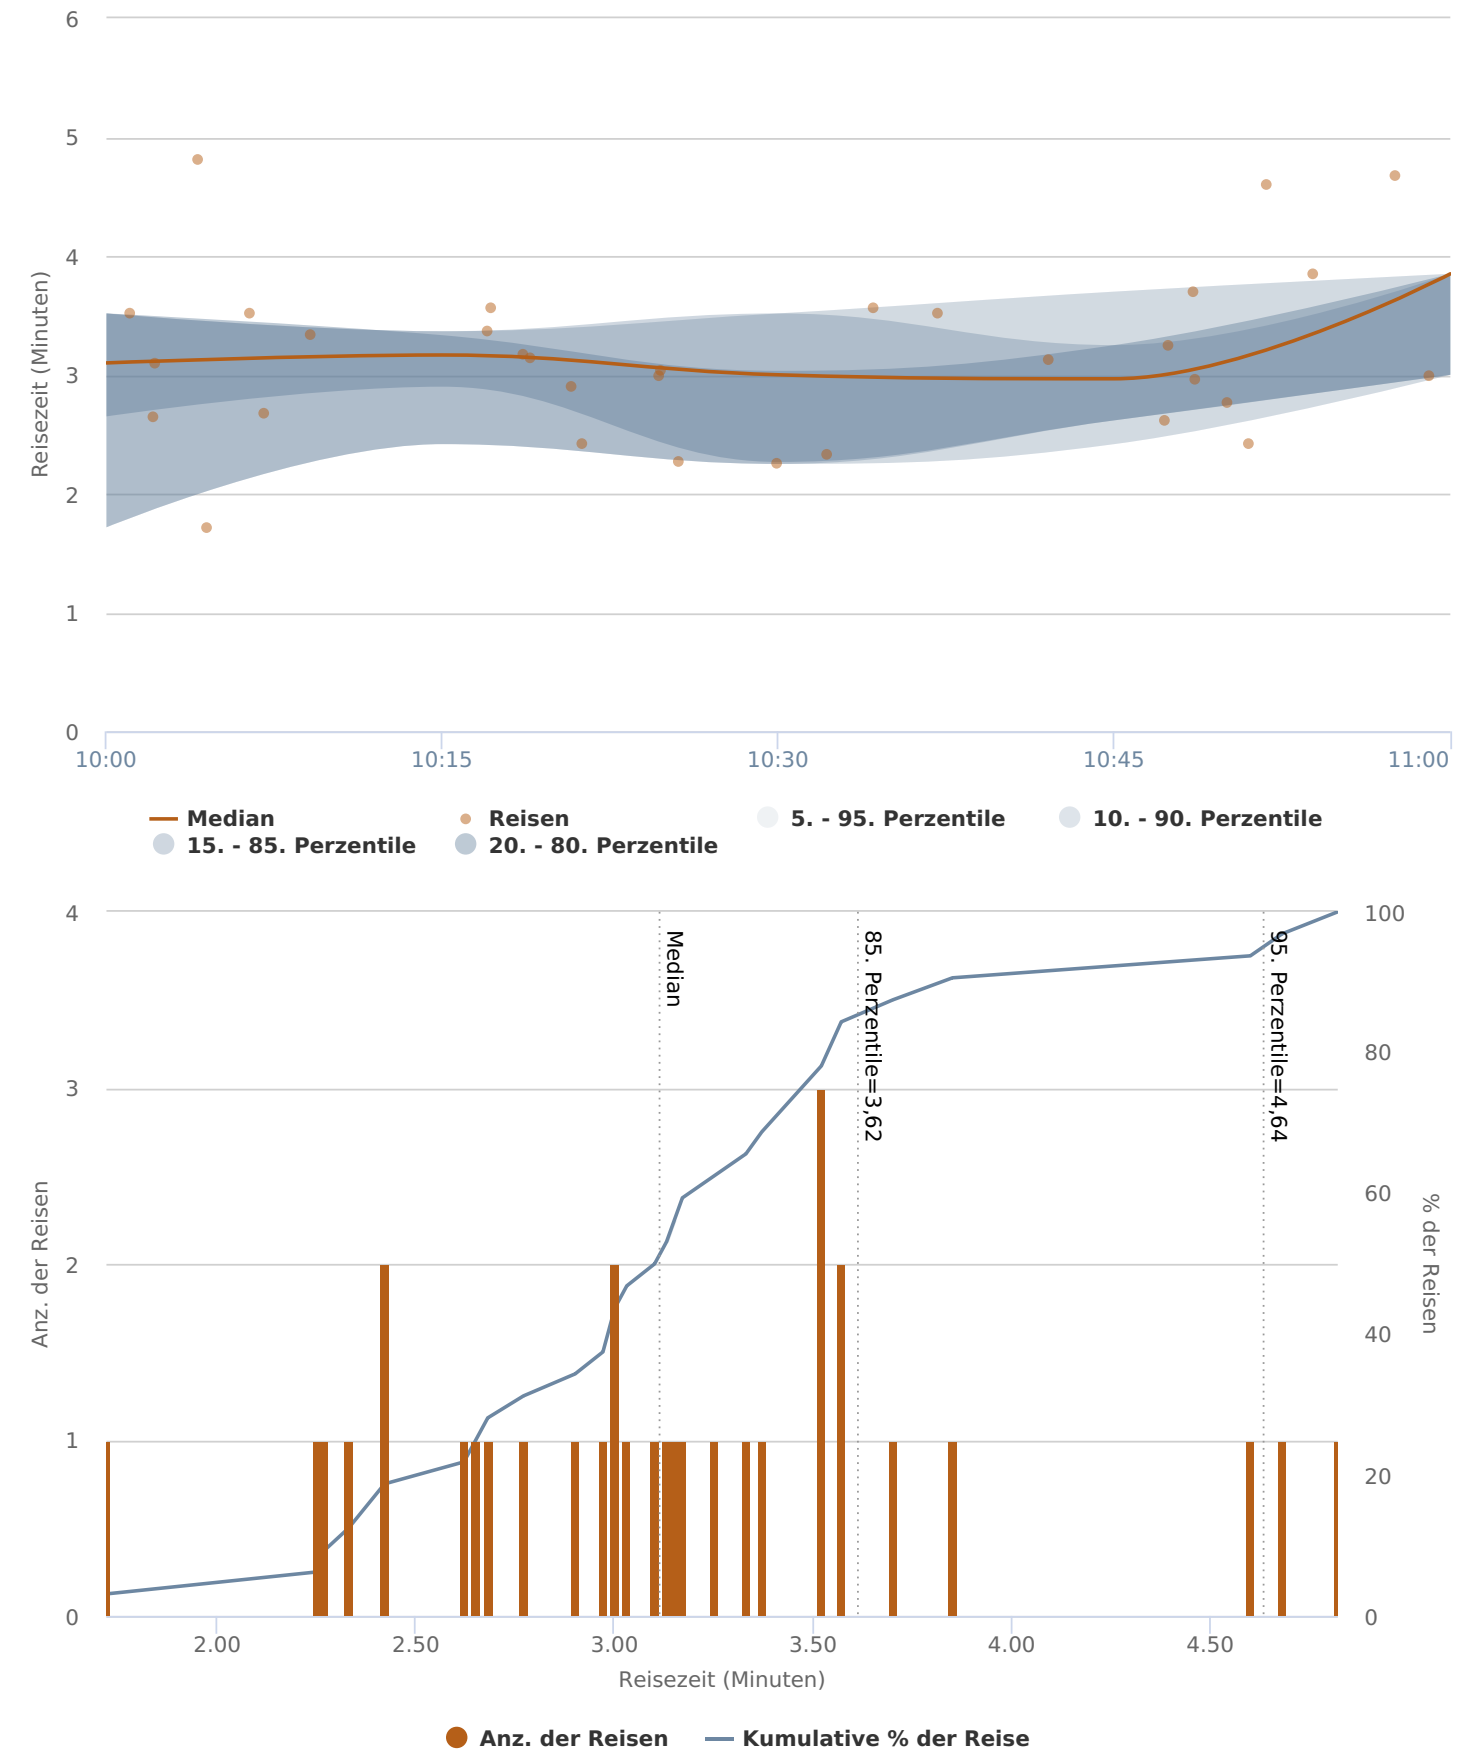 6
5
4
3
2
1
0
Reisezeit (Minuten)
10:00 10:15 10:30 10:45 11:00
Median Reisen 5. - 95. Perzentile 10. - 90. Perzentile
15. - 85. Perzentile 20. - 80. Perzentile
4 100
80
3
60
2
40
1
20
0 0
Anz. der Reisen
% der Reisen
Median
85. Perzentile=3,62
95. Perzentile=4,64
2.00 2.50 3.00 3.50 4.00 4.50
Reisezeit (Minuten)
Anz. der Reisen Kumulative % der Reise